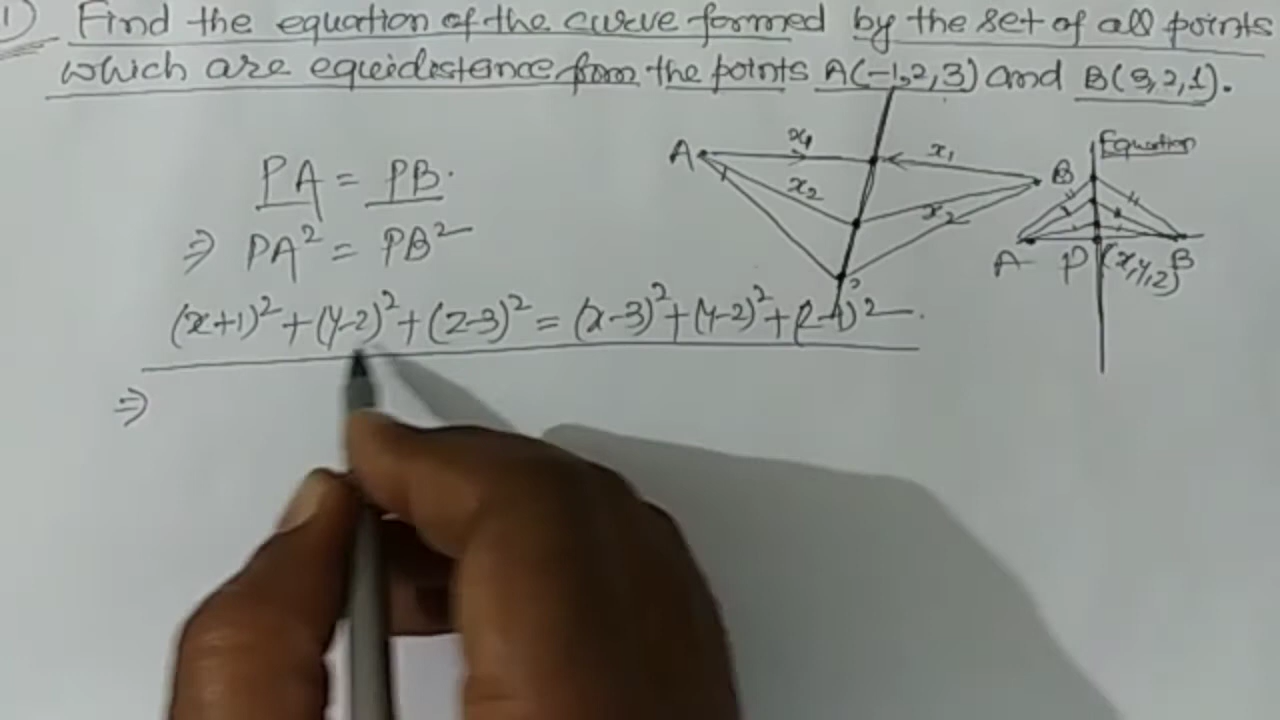 1) Find the equation of the curve formed by the set of all points
which are equidistance from the points A(-1,2,3) and B(3,2,1).
PA = PB.
⇒ PA² = PB²
(x+1)² + (y-2)² + (z-3)² = (x-3)² + (y-2)² + (z-1)².
⇒
A x₁ x₁ B
x₂ x₂
Equation
A P(x,y,z) B